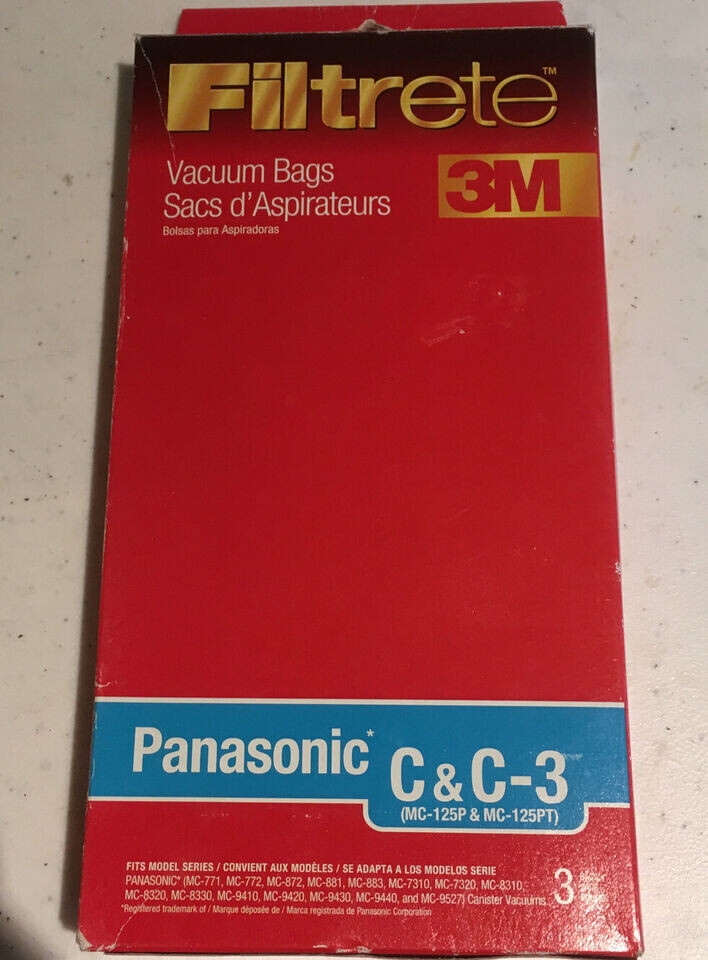 Filtrete™
Vacuum Bags
Sacs d'Aspirateurs
Bolsas para Aspiradoras
3M
Panasonic*
C & C-3
(MC-125P & MC-125PT)
FITS MODEL SERIES / CONVIENT AUX MODÈLES / SE ADAPTA A LOS MODELOS SERIE
PANASONIC* (MC-771, MC-772, MC-872, MC-881, MC-883, MC-7310, MC-7320, MC-8310,
MC-8320, MC-8330, MC-9410, MC-9420, MC-9430, MC-9440, and MC-9527) Canister Vacuums
*Registered trademark of / Marque déposée de / Marca registrada de Panasonic Corporation
3